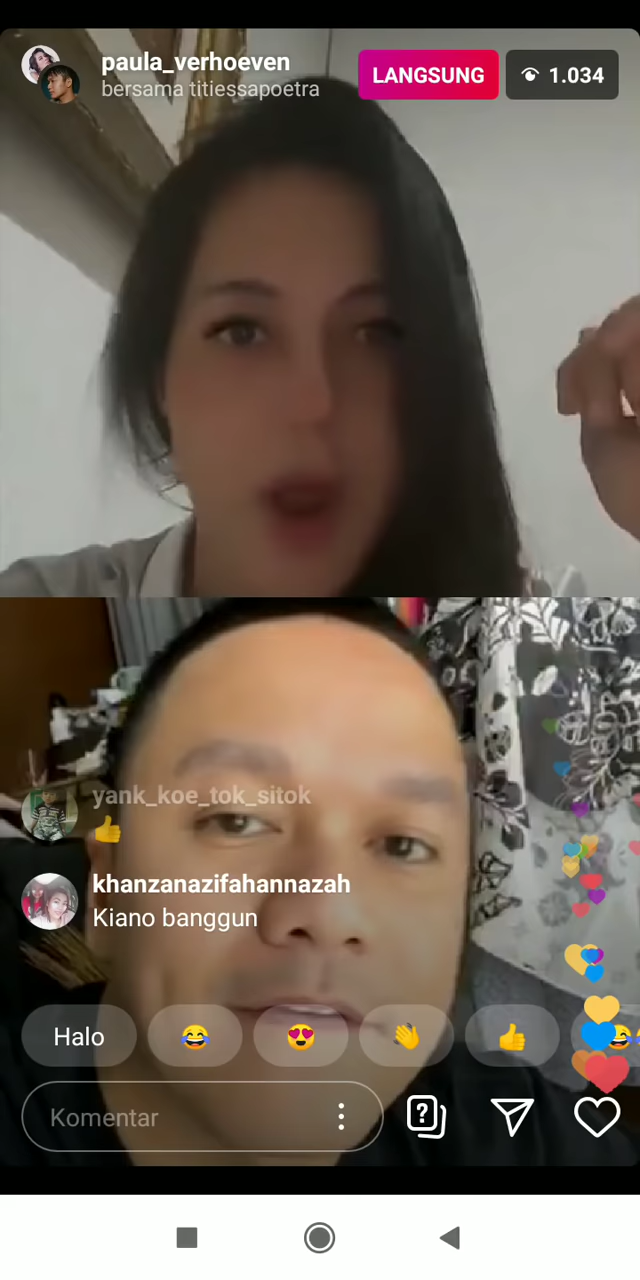 paula_verhoeven
bersama titiessapoetra
LANGSUNG
1.034
yank_koe_tok_sitok
👍
khanzanazifahannazah
Kiano banggun
Halo
Komentar